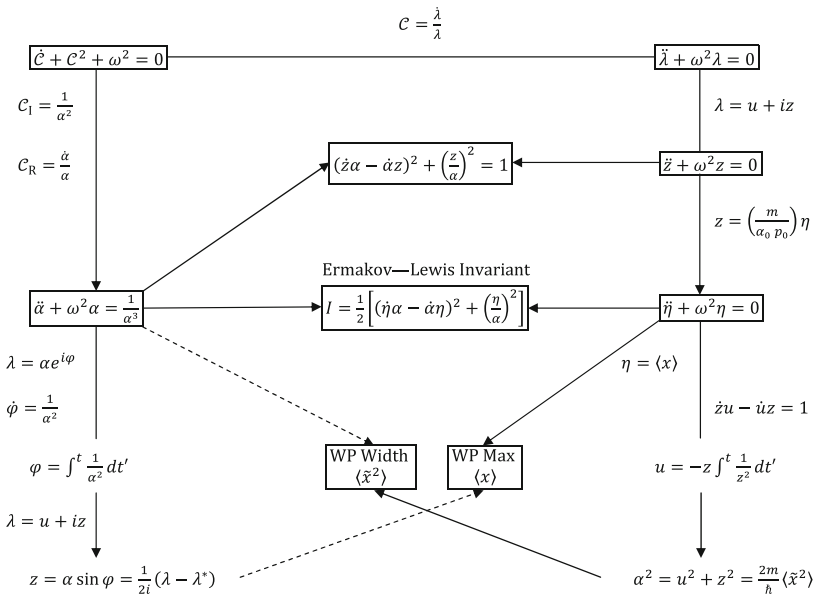 𝒞 = λ̇/λ
𝒞̇ + 𝒞² + ω² = 0
λ̈ + ω²λ = 0
𝒞_I = 1/α²
λ = u + iz
𝒞_R = α̇/α
(żα − α̇z)² + (z/α)² = 1
z̈ + ω²z = 0
z = (m/(α₀ p₀)) η
Ermakov—Lewis Invariant
α̈ + ω²α = 1/α³
I = 1/2 [(η̇α − α̇η)² + (η/α)²]
η̈ + ω²η = 0
λ = αe^{iφ}
η = ⟨x⟩
φ̇ = 1/α²
żu − u̇z = 1
WP Width
⟨x̃²⟩
WP Max
⟨x⟩
φ = ∫^t 1/α² dt′
u = −z ∫^t 1/z² dt′
λ = u + iz
z = α sin φ = 1/2i (λ − λ*)
α² = u² + z² = 2m/ħ ⟨x̃²⟩